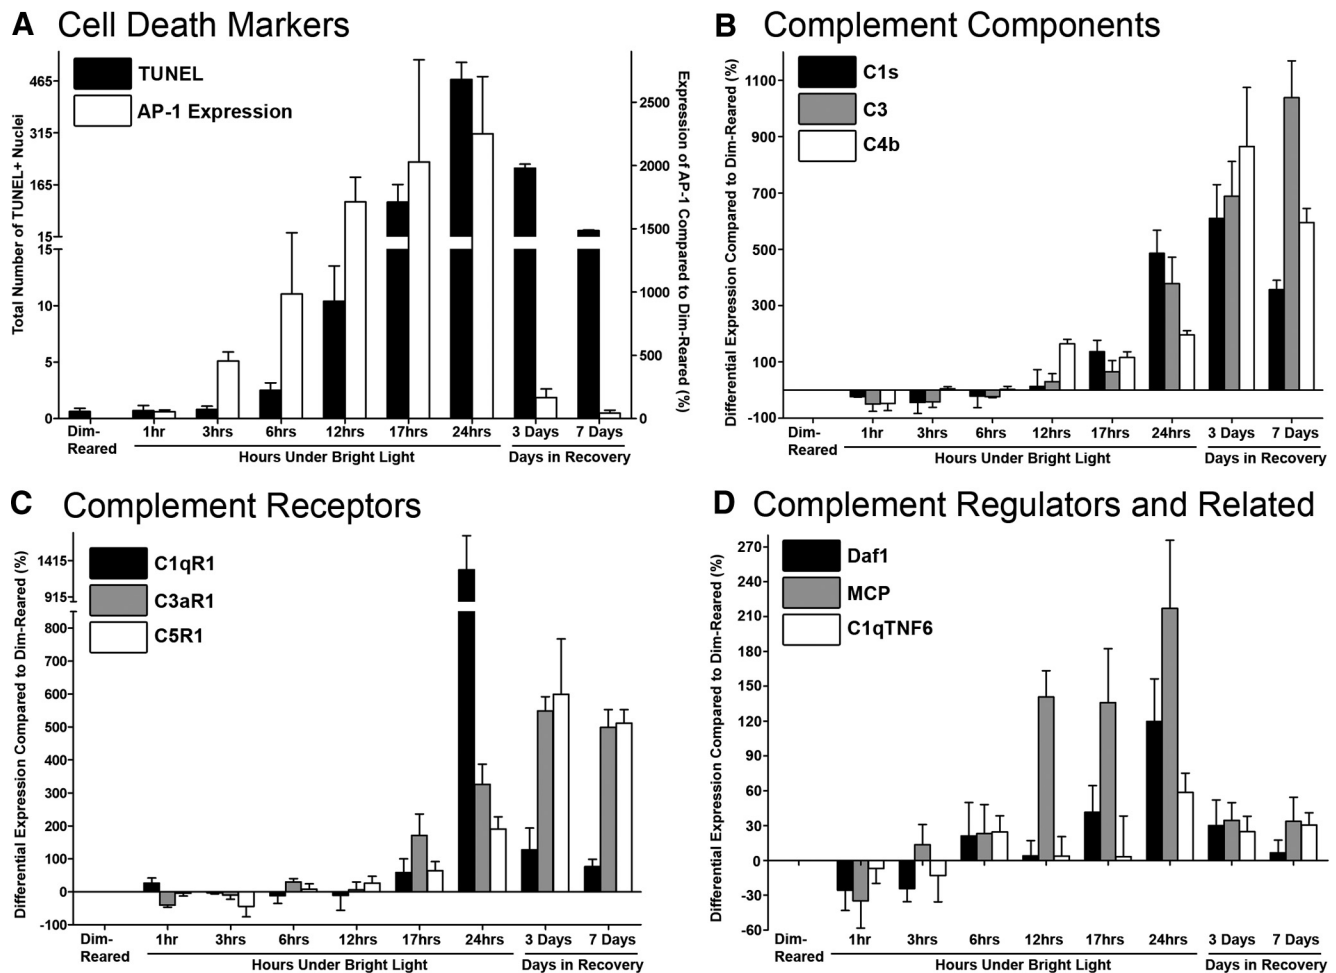 A Cell Death Markers
TUNEL
AP-1 Expression
Total Number of TUNEL+ Nuclei
465
315
165
15
15
10
5
0
Expression of AP-1 Compared to Dim-Reared (%)
2500
2000
1500
1000
500
0
Dim-
Reared
1hr 3hrs 6hrs 12hrs 17hrs 24hrs 3 Days 7 Days
Hours Under Bright Light Days in Recovery
B Complement Components
C1s
C3
C4b
Differential Expression Compared to Dim-Reared (%)
1100
900
700
500
300
100
-100
Dim-
Reared
1hr 3hrs 6hrs 12hrs 17hrs 24hrs 3 Days 7 Days
Hours Under Bright Light Days in Recovery
C Complement Receptors
C1qR1
C3aR1
C5R1
Differential Expression Compared to Dim-Reared (%)
1415
915
800
700
600
500
400
300
200
100
0
-100
Dim-
Reared
1hr 3hrs 6hrs 12hrs 17hrs 24hrs 3 Days 7 Days
Hours Under Bright Light Days in Recovery
D Complement Regulators and Related
Daf1
MCP
C1qTNF6
Differential Expression Compared to Dim-Reared (%)
270
240
210
180
150
120
90
60
30
0
-30
-60
Dim-
Reared
1hr 3hrs 6hrs 12hrs 17hrs 24hrs 3 Days 7 Days
Hours Under Bright Light Days in Recovery